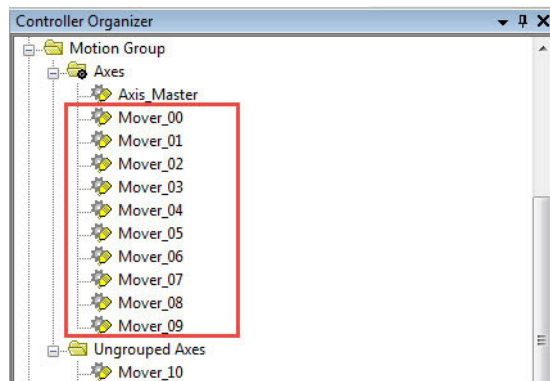 Controller Organizer
Motion Group
Axes
Axis_Master
Mover_00
Mover_01
Mover_02
Mover_03
Mover_04
Mover_05
Mover_06
Mover_07
Mover_08
Mover_09
Ungrouped Axes
Mover_10